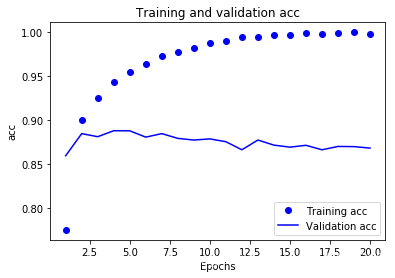 Training and validation acc
1.00
0.95
0.90
0.85
0.80
acc
Training acc
Validation acc
2.5 5.0 7.5 10.0 12.5 15.0 17.5 20.0
Epochs